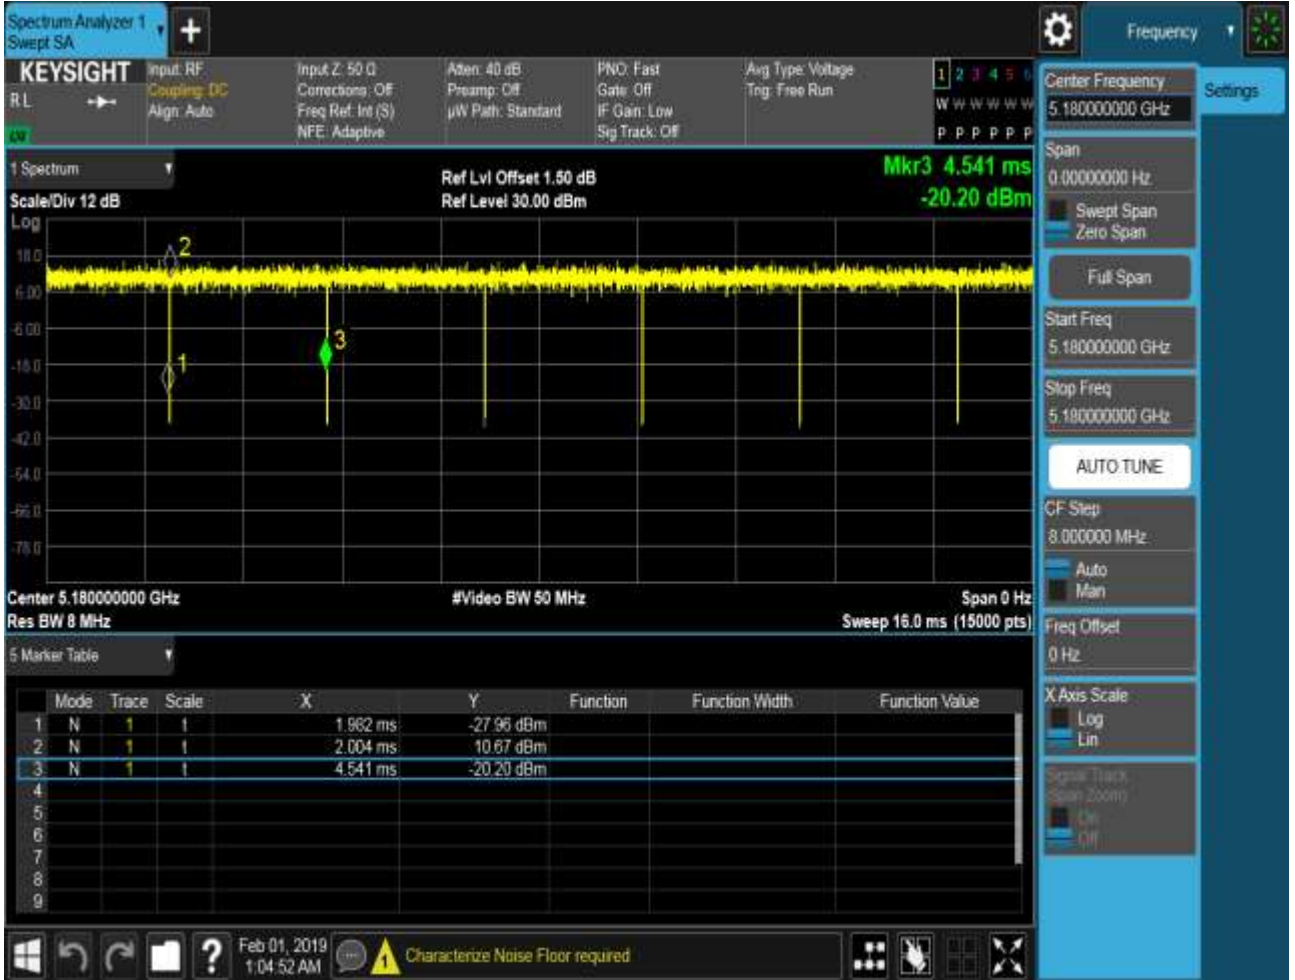 Spectrum Analyzer 1
Swept SA
+
Frequency
KEYSIGHT
RL
LXI
Input: RF
Coupling: DC
Align: Auto
Input Z: 50 Ω
Corrections: Off
Freq Ref: Int (S)
NFE: Adaptive
Atten: 40 dB
Preamp: Off
µW Path: Standard
PNO: Fast
Gate: Off
IF Gain: Low
Sig Track: Off
Avg Type: Voltage
Trig: Free Run
1 2 3 4 5 6
W W W W W W
P P P P P P
1 Spectrum
Scale/Div 12 dB
Ref Lvl Offset 1.50 dB
Ref Level 30.00 dBm
Mkr3 4.541 ms
-20.20 dBm
Log
18.0
6.00
-6.00
-18.0
-30.0
-42.0
-54.0
-66.0
-78.0
2
1
3
Center 5.180000000 GHz
#Video BW 50 MHz
Span 0 Hz
Res BW 8 MHz
Sweep 16.0 ms (15000 pts)
5 Marker Table
Mode Trace Scale X Y Function Function Width Function Value
1 N 1 t 1.982 ms -27.96 dBm
2 N 1 t 2.004 ms 10.67 dBm
3 N 1 t 4.541 ms -20.20 dBm
4
5
6
7
8
9
?
Feb 01, 2019
1:04:52 AM
1
Characterize Noise Floor required
Settings
Center Frequency
5.180000000 GHz
Span
0.00000000 Hz
Swept Span
Zero Span
Full Span
Start Freq
5.180000000 GHz
Stop Freq
5.180000000 GHz
AUTO TUNE
CF Step
8.000000 MHz
Auto
Man
Freq Offset
0 Hz
X Axis Scale
Log
Lin
Signal Track
(Span Zoom)
On
Off